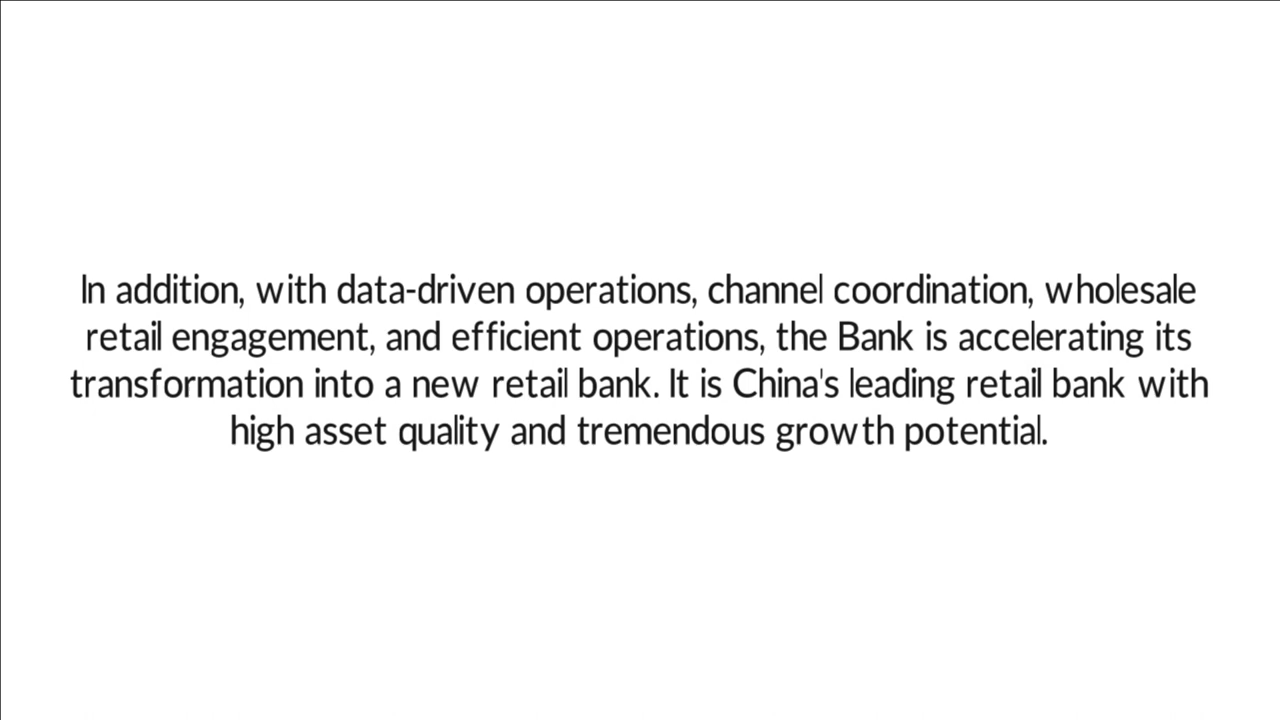 In addition, with data-driven operations, channel coordination, wholesale
retail engagement, and efficient operations, the Bank is accelerating its
transformation into a new retail bank. It is China's leading retail bank with
high asset quality and tremendous growth potential.